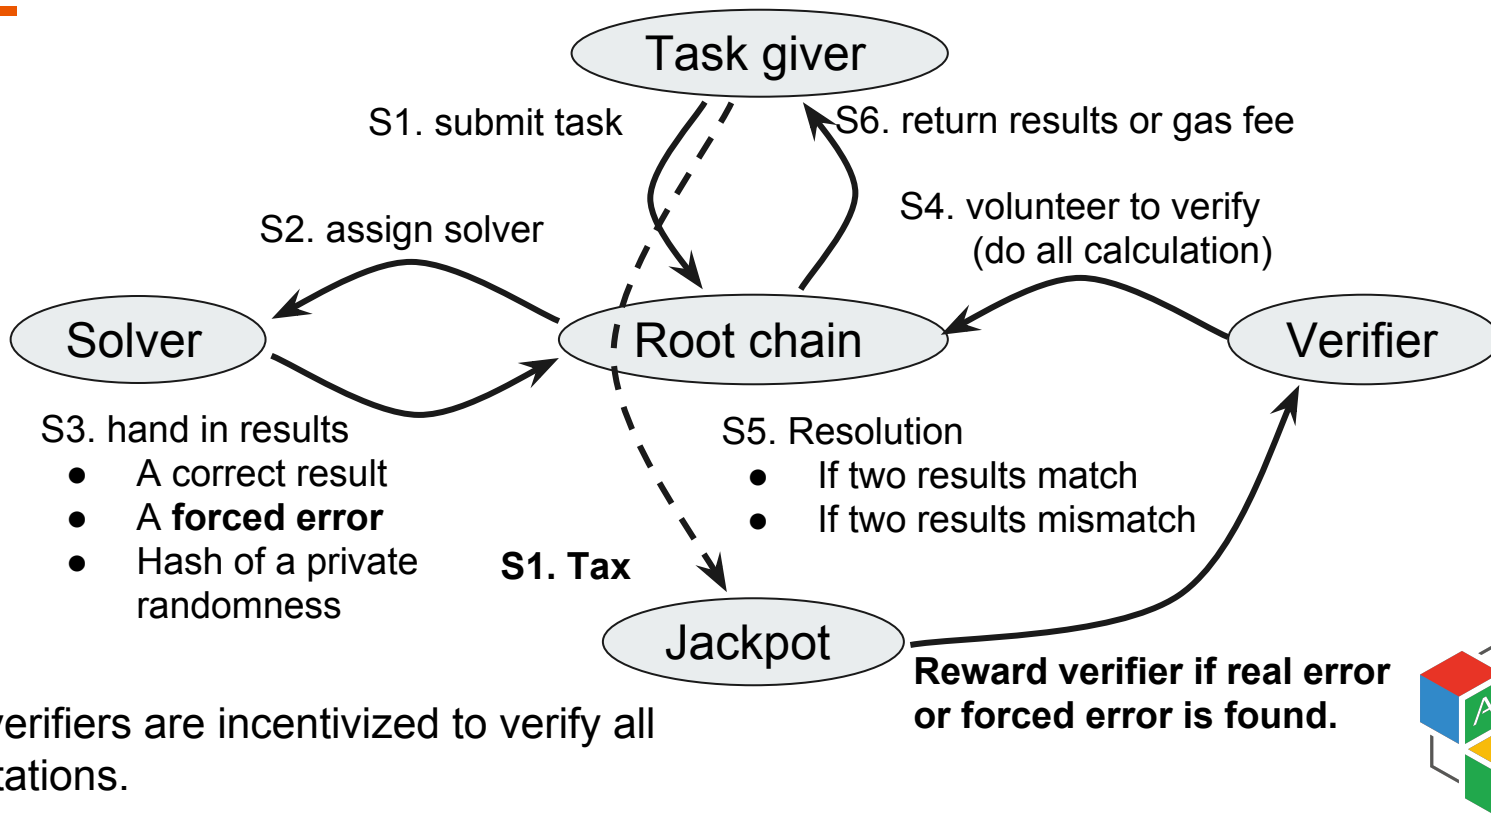 Task giver
S1. submit task
S6. return results or gas fee
S2. assign solver
S4. volunteer to verify
(do all calculation)
Solver
Root chain
Verifier
S3. hand in results
● A correct result
● A forced error
● Hash of a private
randomness
S5. Resolution
● If two results match
● If two results mismatch
S1. Tax
Jackpot
Reward verifier if real error
or forced error is found.
verifiers are incentivized to verify all